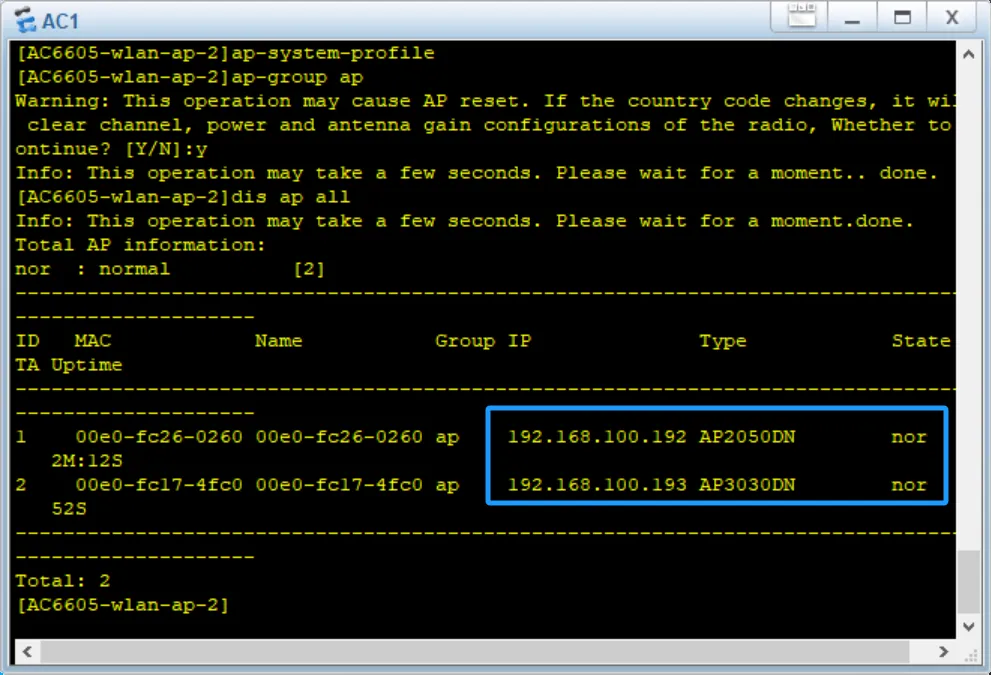 AC1
[AC6605-wlan-ap-2]ap-system-profile
[AC6605-wlan-ap-2]ap-group ap
Warning: This operation may cause AP reset. If the country code changes, it wil
clear channel, power and antenna gain configurations of the radio, Whether to
ontinue? [Y/N]:y
Info: This operation may take a few seconds. Please wait for a moment.. done.
[AC6605-wlan-ap-2]dis ap all
Info: This operation may take a few seconds. Please wait for a moment.done.
Total AP information:
nor : normal [2]
-------------------------------------------------------------------------------
--------------------
ID MAC Name Group IP Type State
TA Uptime
-------------------------------------------------------------------------------
--------------------
1 00e0-fc26-0260 00e0-fc26-0260 ap 192.168.100.192 AP2050DN nor
2M:12S
2 00e0-fc17-4fc0 00e0-fc17-4fc0 ap 192.168.100.193 AP3030DN nor
52S
-------------------------------------------------------------------------------
--------------------
Total: 2
[AC6605-wlan-ap-2]